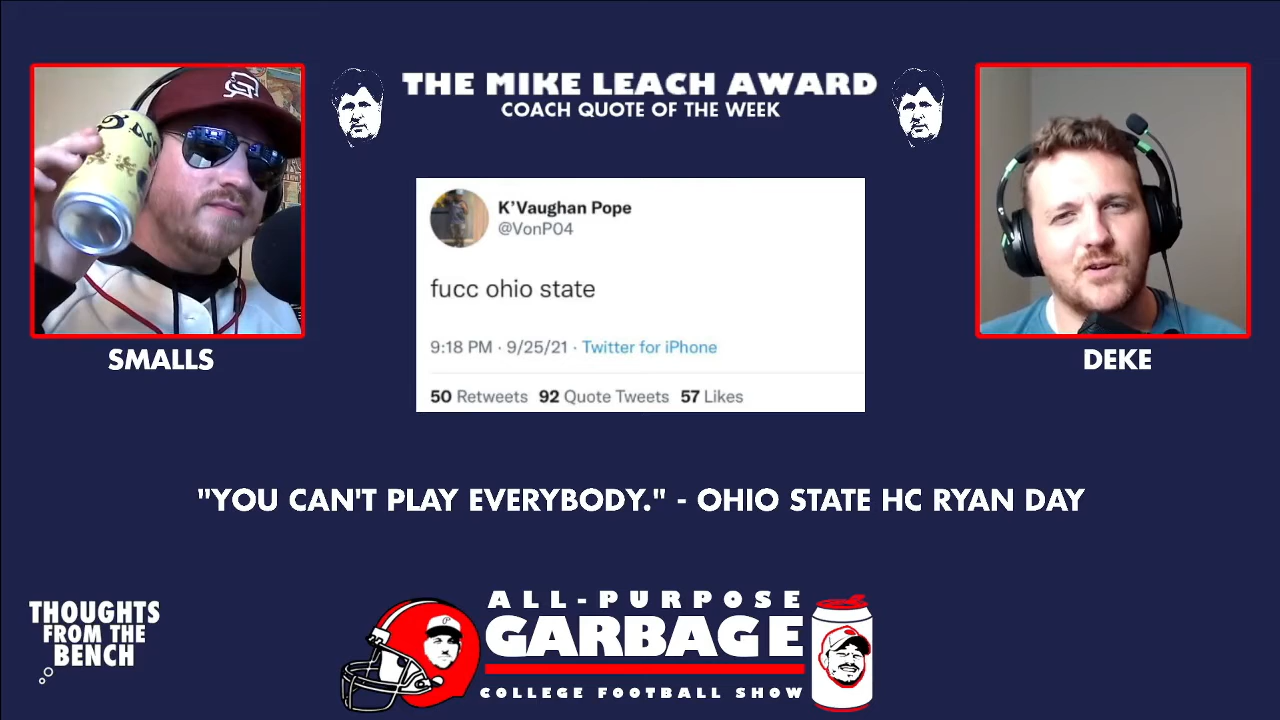 THE MIKE LEACH AWARD
COACH QUOTE OF THE WEEK
K'Vaughan Pope
@VonP04
fucc ohio state
9:18 PM · 9/25/21 · Twitter for iPhone
50 Retweets 92 Quote Tweets 57 Likes
SMALLS
DEKE
"YOU CAN'T PLAY EVERYBODY." - OHIO STATE HC RYAN DAY
THOUGHTS
FROM THE
BENCH
ALL-PURPOSE
GARBAGE
COLLEGE FOOTBALL SHOW